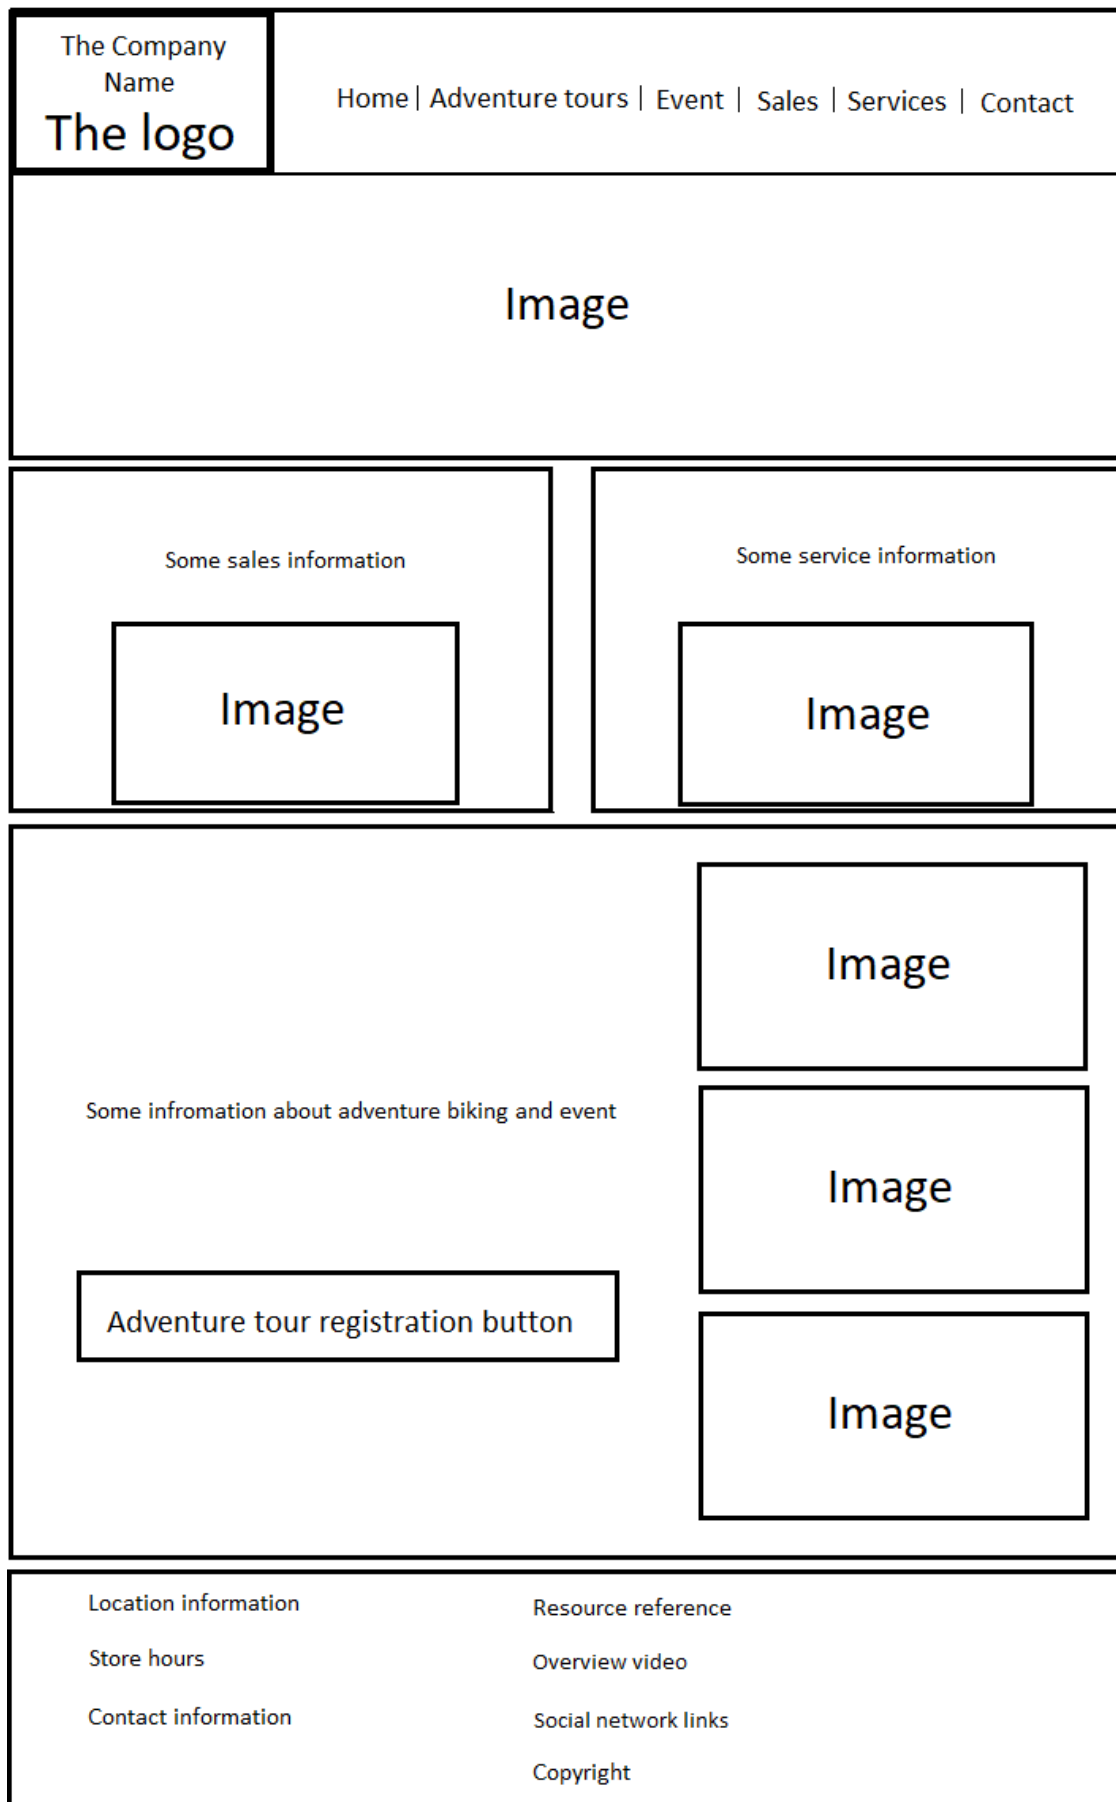 The Company
Name
The logo
Home | Adventure tours | Event | Sales | Services | Contact
Image
Some sales information
Image
Some service information
Image
Some infromation about adventure biking and event
Adventure tour registration button
Image
Image
Image
Location information
Store hours
Contact information
Resource reference
Overview video
Social network links
Copyright